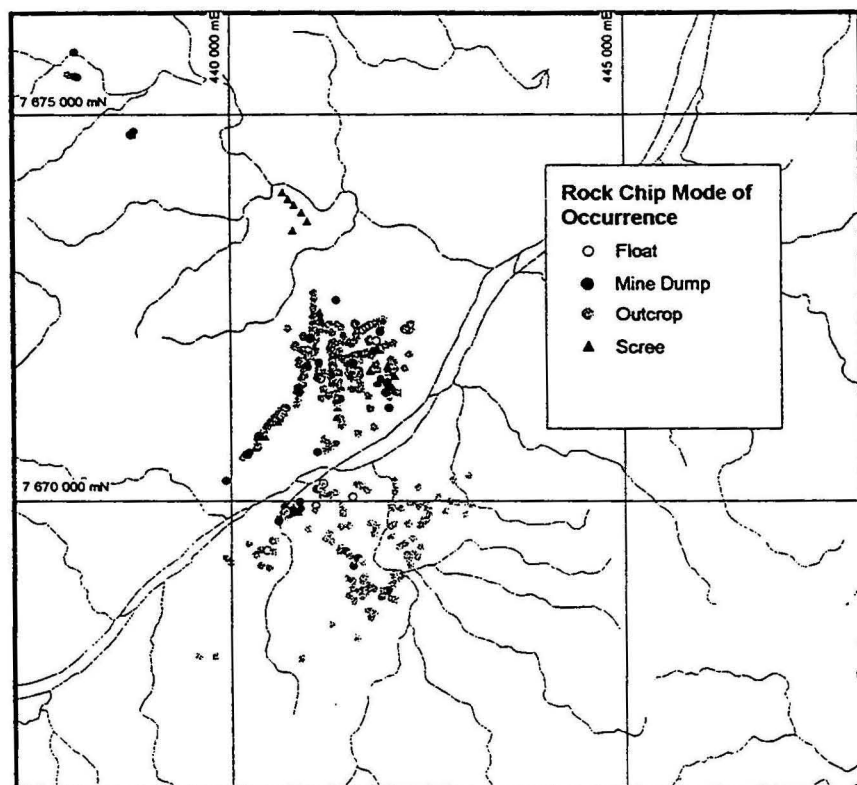 440 000 mE
445 000 mE
7 675 000 mN
Rock Chip Mode of
Occurrence
Float
Mine Dump
Outcrop
Scree
7 670 000 mN